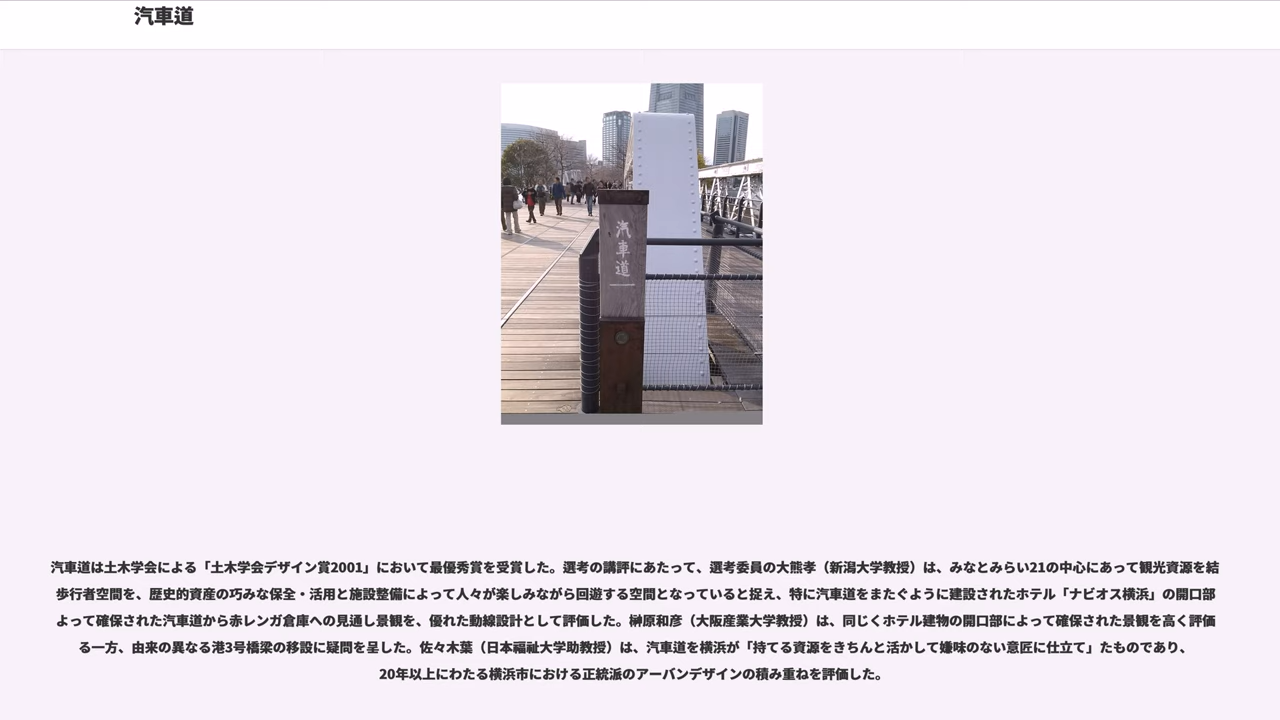 汽車道
汽車道
汽車道は土木学会による「土木学会デザイン賞2001」において最優秀賞を受賞した。選考の講評にあたって、選考委員の大熊孝（新潟大学教授）は、みなとみらい21の中心にあって観光資源を結
歩行者空間を、歴史的資産の巧みな保全・活用と施設整備によって人々が楽しみながら回遊する空間となっていると捉え、特に汽車道をまたぐように建設されたホテル「ナビオス横浜」の開口部
よって確保された汽車道から赤レンガ倉庫への見通し景観を、優れた動線設計として評価した。榊原和彦（大阪産業大学教授）は、同じくホテル建物の開口部によって確保された景観を高く評価
る一方、由来の異なる港3号橋梁の移設に疑問を呈した。佐々木葉（日本福祉大学助教授）は、汽車道を横浜が「持てる資源をきちんと活かして嫌味のない意匠に仕立て」たものであり、
20年以上にわたる横浜市における正統派のアーバンデザインの積み重ねを評価した。